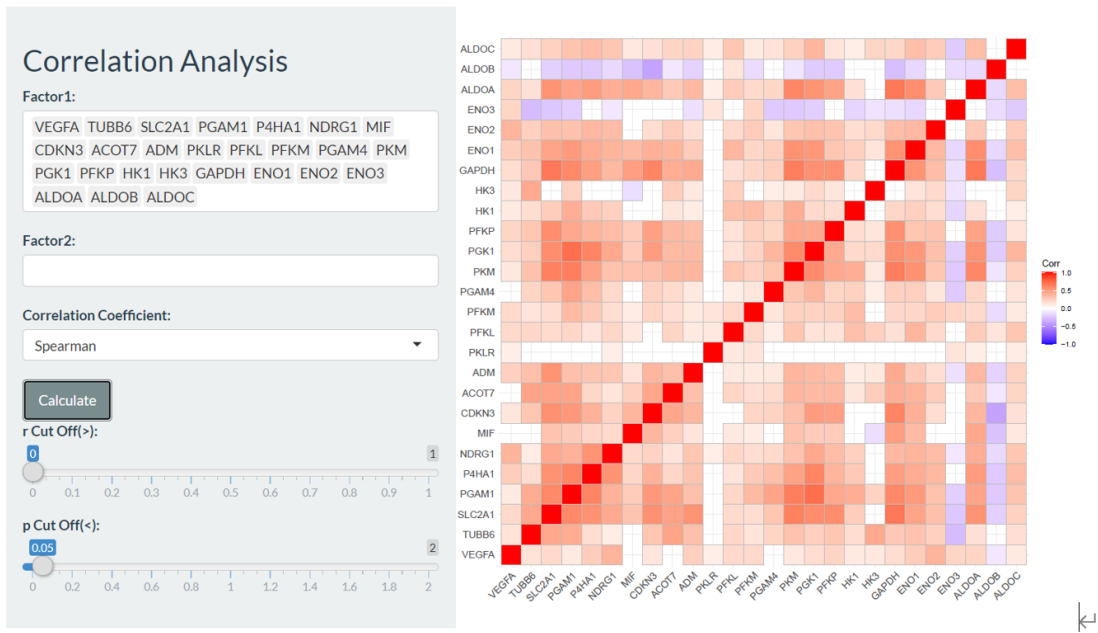 Correlation Analysis
Factor1:
VEGFA TUBB6 SLC2A1 PGAM1 P4HA1 NDRG1 MIF
CDKN3 ACOT7 ADM PKLR PFKL PFKM PGAM4 PKM
PGK1 PFKP HK1 HK3 GAPDH ENO1 ENO2 ENO3
ALDOA ALDOB ALDOC
Factor2:
Correlation Coefficient:
Spearman
Calculate
r Cut Off(>):
0 1
0 0.1 0.2 0.3 0.4 0.5 0.6 0.7 0.8 0.9 1
p Cut Off(<):
0.05 2
0 0.2 0.4 0.6 0.8 1 1.2 1.4 1.6 1.8 2
ALDOC
ALDOB
ALDOA
ENO3
ENO2
ENO1
GAPDH
HK3
HK1
PFKP
PGK1
PKM
PGAM4
PFKM
PFKL
PKLR
ADM
ACOT7
CDKN3
MIF
NDRG1
P4HA1
PGAM1
SLC2A1
TUBB6
VEGFA
VEGFA TUBB6 SLC2A1 PGAM1 P4HA1 NDRG1 MIF CDKN3 ACOT7 ADM PKLR PFKL PFKM PGAM4 PKM PGK1 PFKP HK1 HK3 GAPDH ENO1 ENO2 ENO3 ALDOA ALDOB ALDOC
Corr
1.0
0.5
0.0
−0.5
−1.0